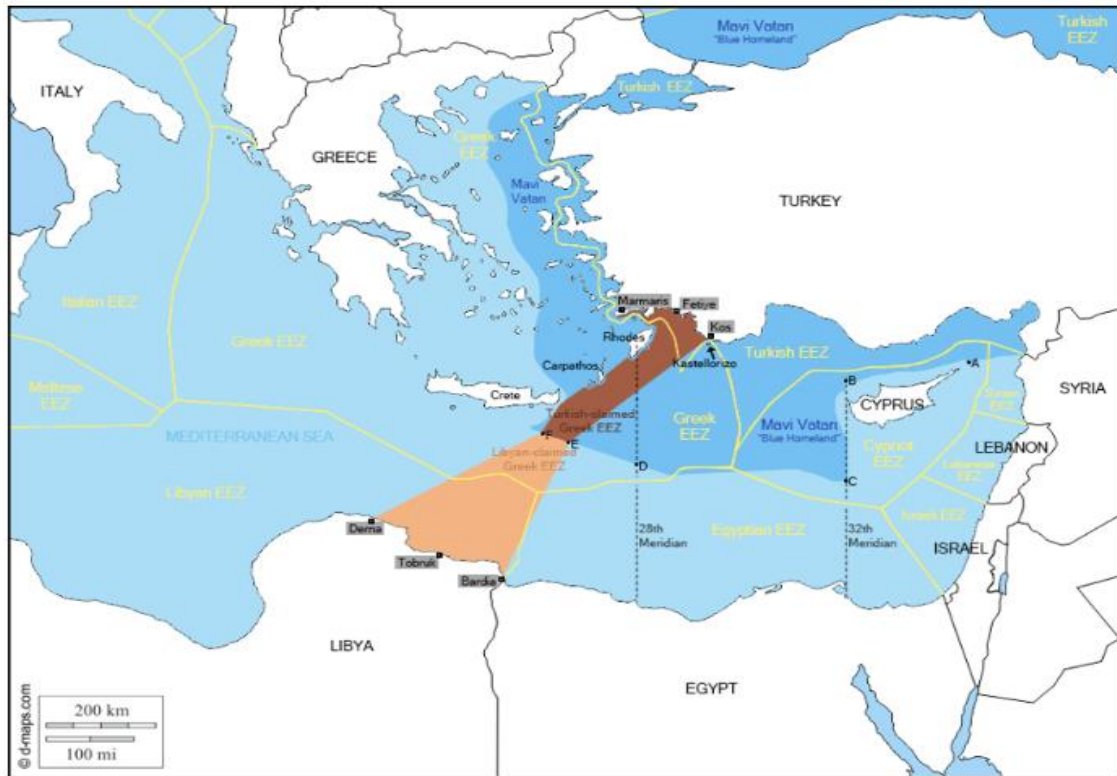 Mavi Vatan
"Blue Homeland"
Turkish
EEZ
Turkish EEZ
ITALY
Greek
EEZ
GREECE
Mavi
Vatan
TURKEY
Italian EEZ
Marmaris
Fetiye
Kos
Rhodes
Greek EEZ
Turkish EEZ
Kastellorizo
Carpathos
A
SYRIA
Maltese
EEZ
Crete
B
CYPRUS
Syrian
EEZ
Turkish-claimed
Greek EEZ
Greek
EEZ
Mavi Vatan
"Blue Homeland"
MEDITERRANEAN SEA
F
E
Cypriot
EEZ
LEBANON
Libyan-claimed
Greek EEZ
D
Lebanese
EEZ
C
Libyan EEZ
Israeli EEZ
Derna
Egyptian EEZ
28th
Meridian
32th
Meridian
ISRAEL
Tobruk
Bardia
LIBYA
EGYPT
200 km
100 mi
© d-maps.com